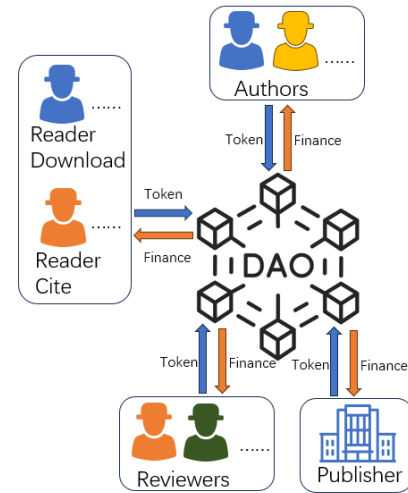 ......
Authors
......
Reader
Download
Token
Finance
Token
......
Finance
Reader
Cite
DAO
Token
Finance
Token
Finance
......
Reviewers
Publisher